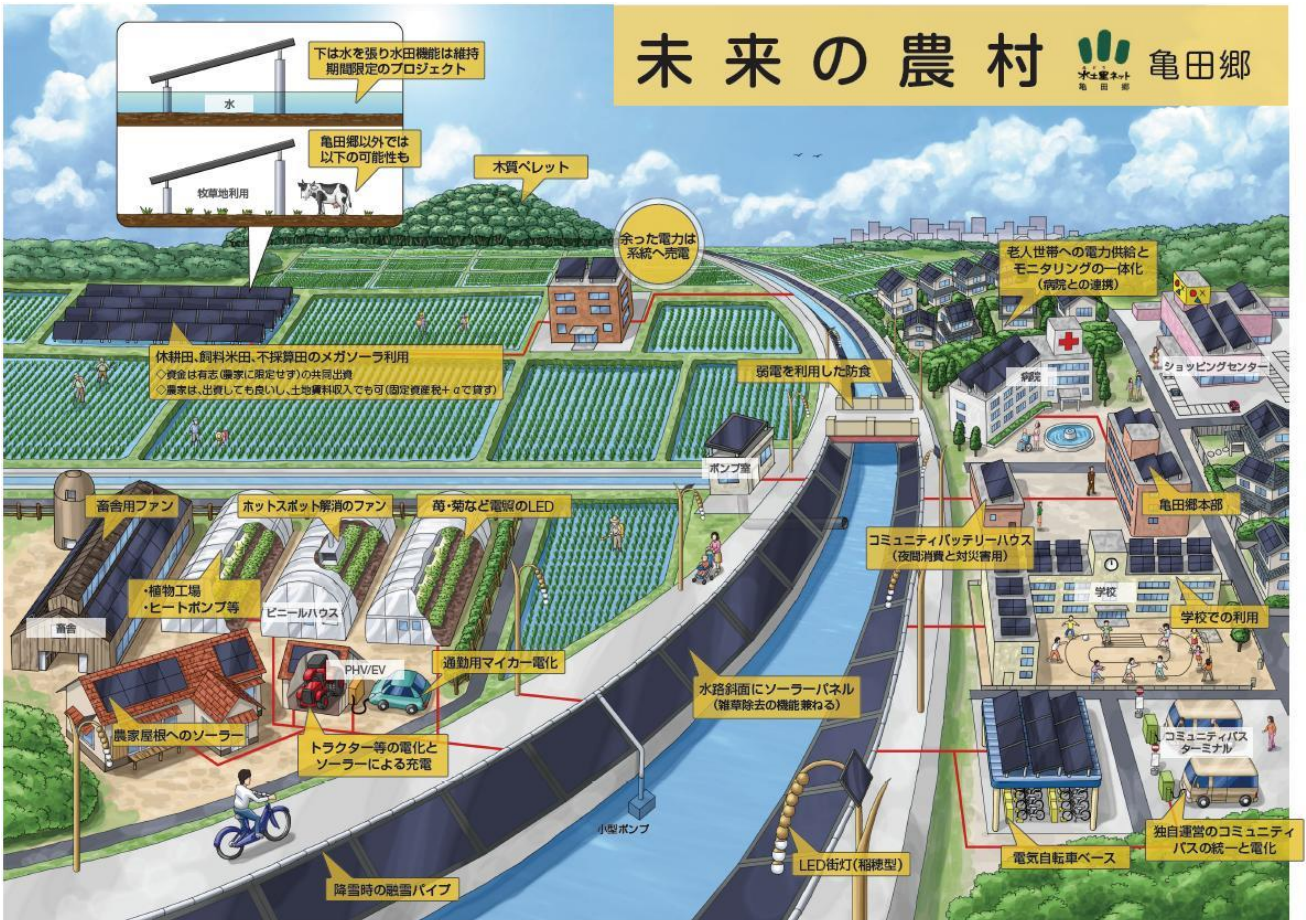 未来の農村
水土里ネット
亀田郷
亀田郷
下は水を張り水田機能は維持
期間限定のプロジェクト
水
亀田郷以外では
以下の可能性も
牧草地利用
木質ペレット
余った電力は
系統へ売電
老人世帯への電力供給と
モニタリングの一体化
(病院との連携)
休耕田、飼料米田、不採算田のメガソーラ利用
◇資金は有志(農家に限定せず)の共同出資
◇農家は、出資しても良いし、土地賃料収入でも可(固定資産税+αで貸す)
弱電を利用した防食
病院
ショッピングセンター
ポンプ室
畜舎用ファン
ホットスポット解消のファン
苺・菊など電照のLED
亀田郷本部
コミュニティバッテリーハウス
(夜間消費と対災害用)
・植物工場
・ヒートポンプ等
ビニールハウス
畜舎
学校
学校での利用
PHV/EV
通勤用マイカー電化
水路斜面にソーラーパネル
(雑草除去の機能兼ねる)
農家屋根へのソーラー
トラクター等の電化と
ソーラーによる充電
コミュニティバス
ターミナル
小型ポンプ
独自運営のコミュニティ
バスの統一と電化
電気自転車ベース
LED街灯(稲穂型)
降雪時の融雪パイプ